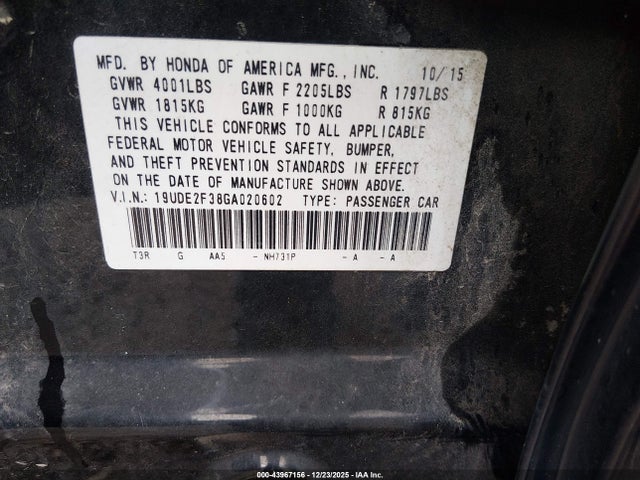 MFD. BY HONDA OF AMERICA MFG., INC. 10/15
GVWR 4001LBS GAWR F 2205LBS R 1797LBS
GVWR 1815KG GAWR F 1000KG R 815KG
THIS VEHICLE CONFORMS TO ALL APPLICABLE
FEDERAL MOTOR VEHICLE SAFETY, BUMPER,
AND THEFT PREVENTION STANDARDS IN EFFECT
ON THE DATE OF MANUFACTURE SHOWN ABOVE.
V.I.N.: 19UDE2F38GA020602 TYPE: PASSENGER CAR
T3R G AA5 - NH731P - A - A
000-43967156 - 12/23/2025 - IAA Inc.